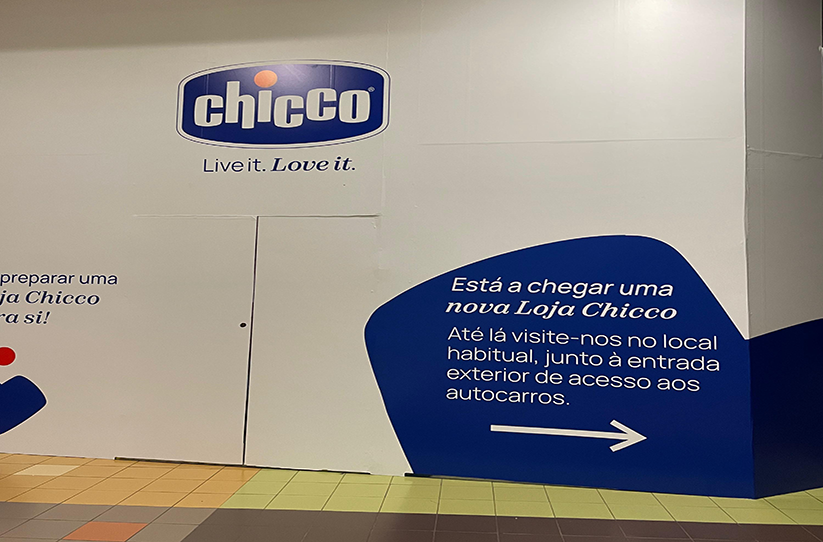 chicco
Live it. Love it.
preparar uma
ja Chicco
ra si!
Está a chegar uma
nova Loja Chicco
Até lá visite-nos no local
habitual, junto à entrada
exterior de acesso aos
autocarros.